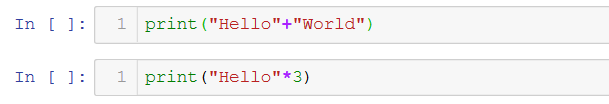 In [ ]: 1 print("Hello"+"World")
In [ ]: 1 print("Hello"*3)